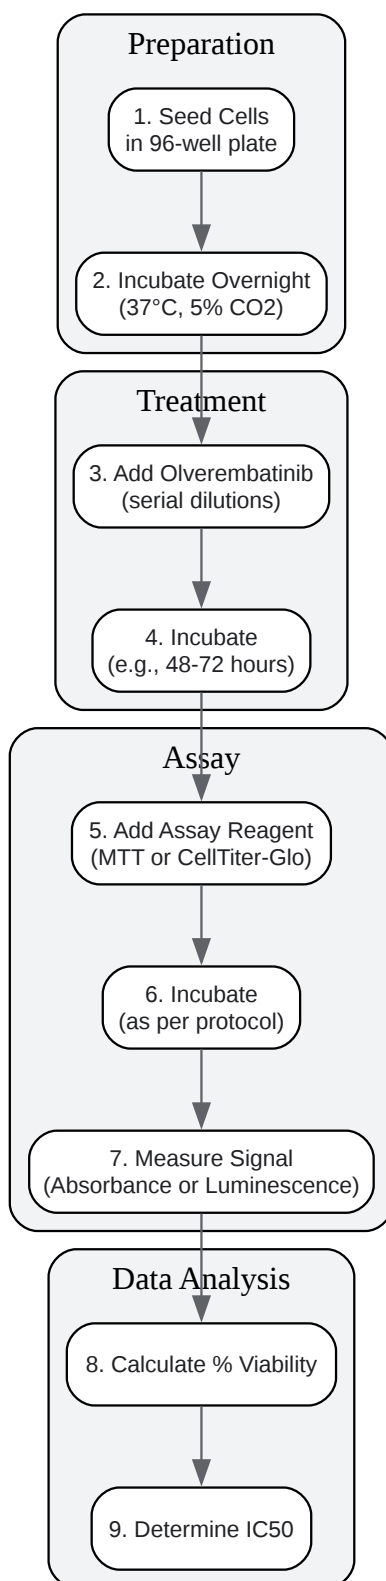 Preparation
1. Seed Cells
in 96-well plate
2. Incubate Overnight
(37°C, 5% CO2)
Treatment
3. Add Olverembatinib
(serial dilutions)
4. Incubate
(e.g., 48-72 hours)
Assay
5. Add Assay Reagent
(MTT or CellTiter-Glo)
6. Incubate
(as per protocol)
7. Measure Signal
(Absorbance or Luminescence)
Data Analysis
8. Calculate % Viability
9. Determine IC50